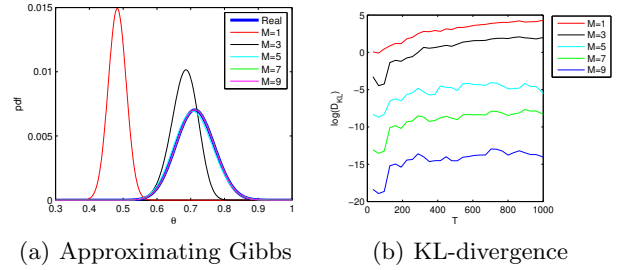 0.015
0.01
0.005
0
pdf
0.3 0.4 0.5 0.6 0.7 0.8 0.9 1
θ
Real
M=1
M=3
M=5
M=7
M=9
(a) Approximating Gibbs
5
0
−5
−10
−15
−20
log(D_KL)
0 200 400 600 800 1000
T
M=1
M=3
M=5
M=7
M=9
(b) KL-divergence